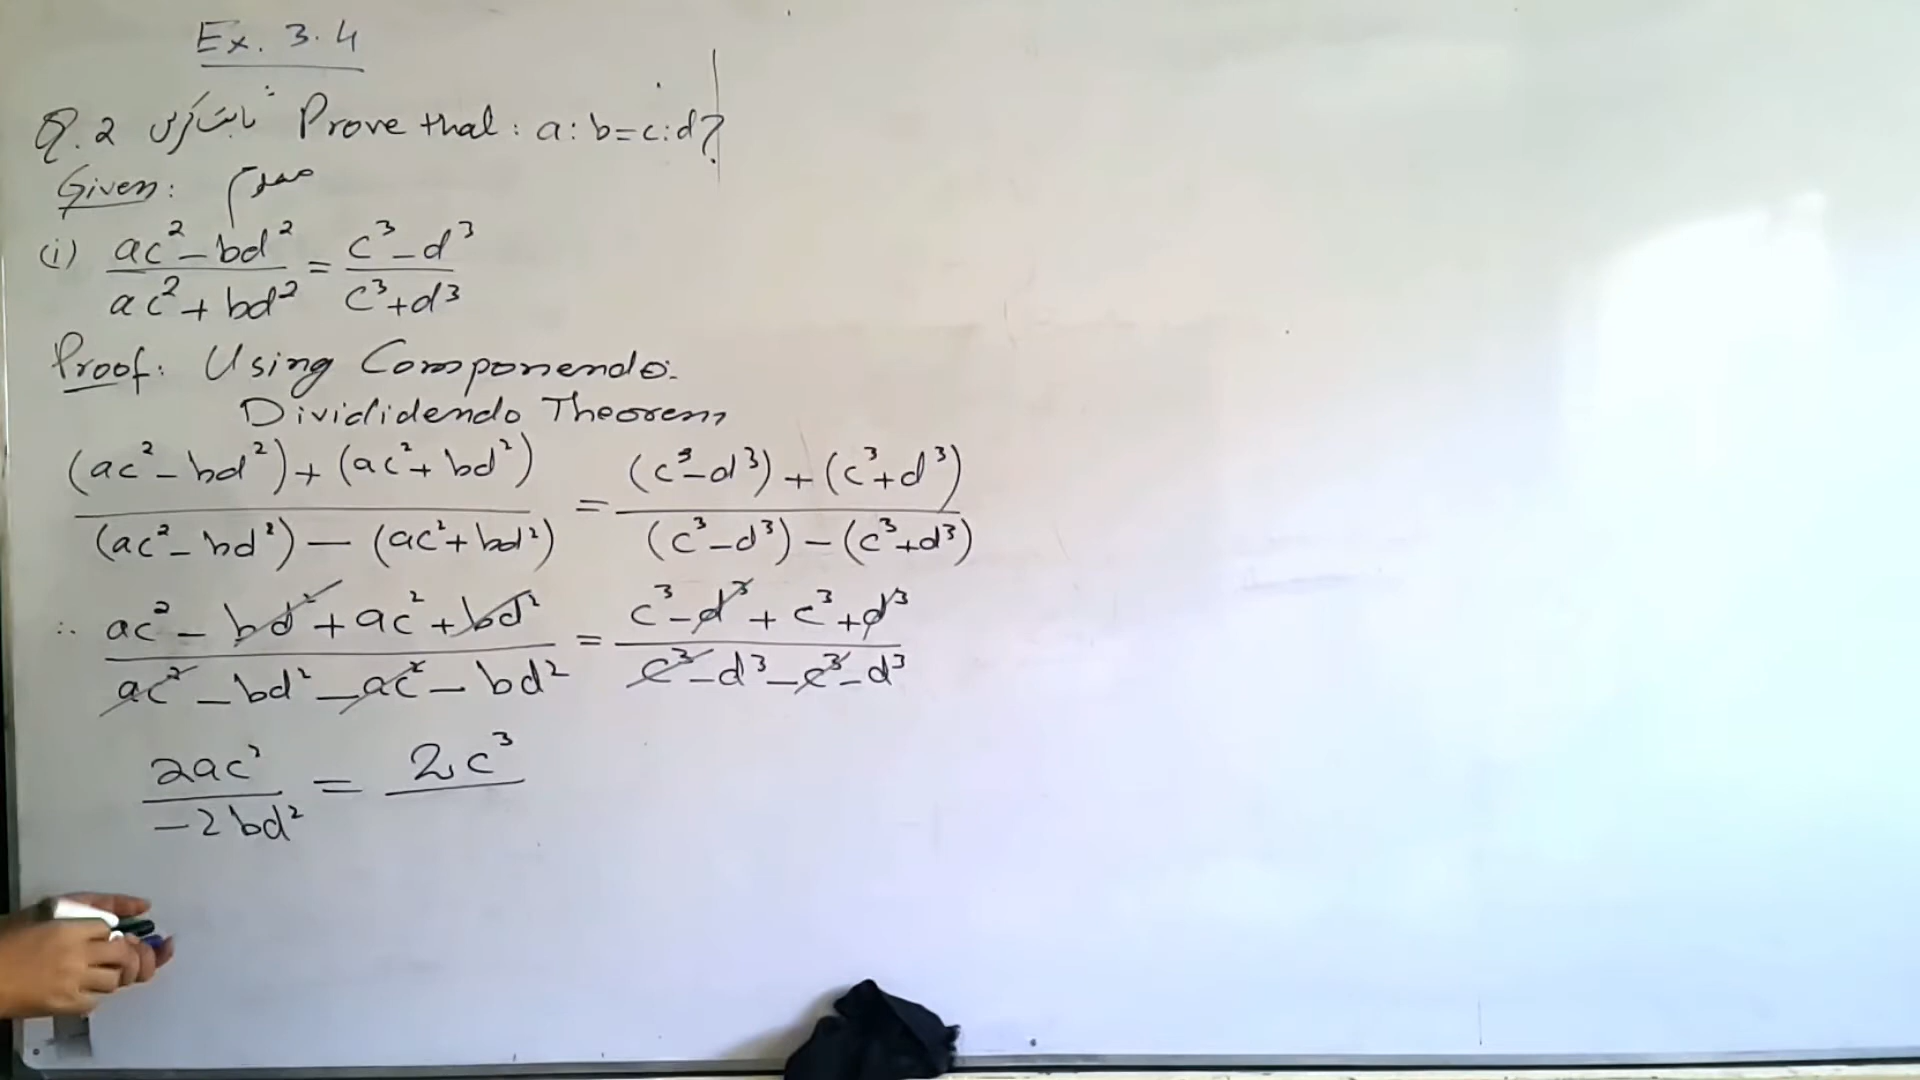 Ex. 3.4
Q.2 ثابت کریں Prove that: a:b=c:d?
Given: معلوم
(i) ac²-bd²/ac²+bd² = c³-d³/c³+d³
Proof: Using Componendo-
Divididendo Theorem
(ac²-bd²)+(ac²+bd²)/(ac²-bd²)-(ac²+bd²) = (c³-d³)+(c³+d³)/(c³-d³)-(c³+d³)
∴ ac²-bd²+ac²+bd²/ac²-bd²-ac²-bd² = c³-d³+c³+d³/c³-d³-c³-d³
2ac²/-2bd² = 2c³